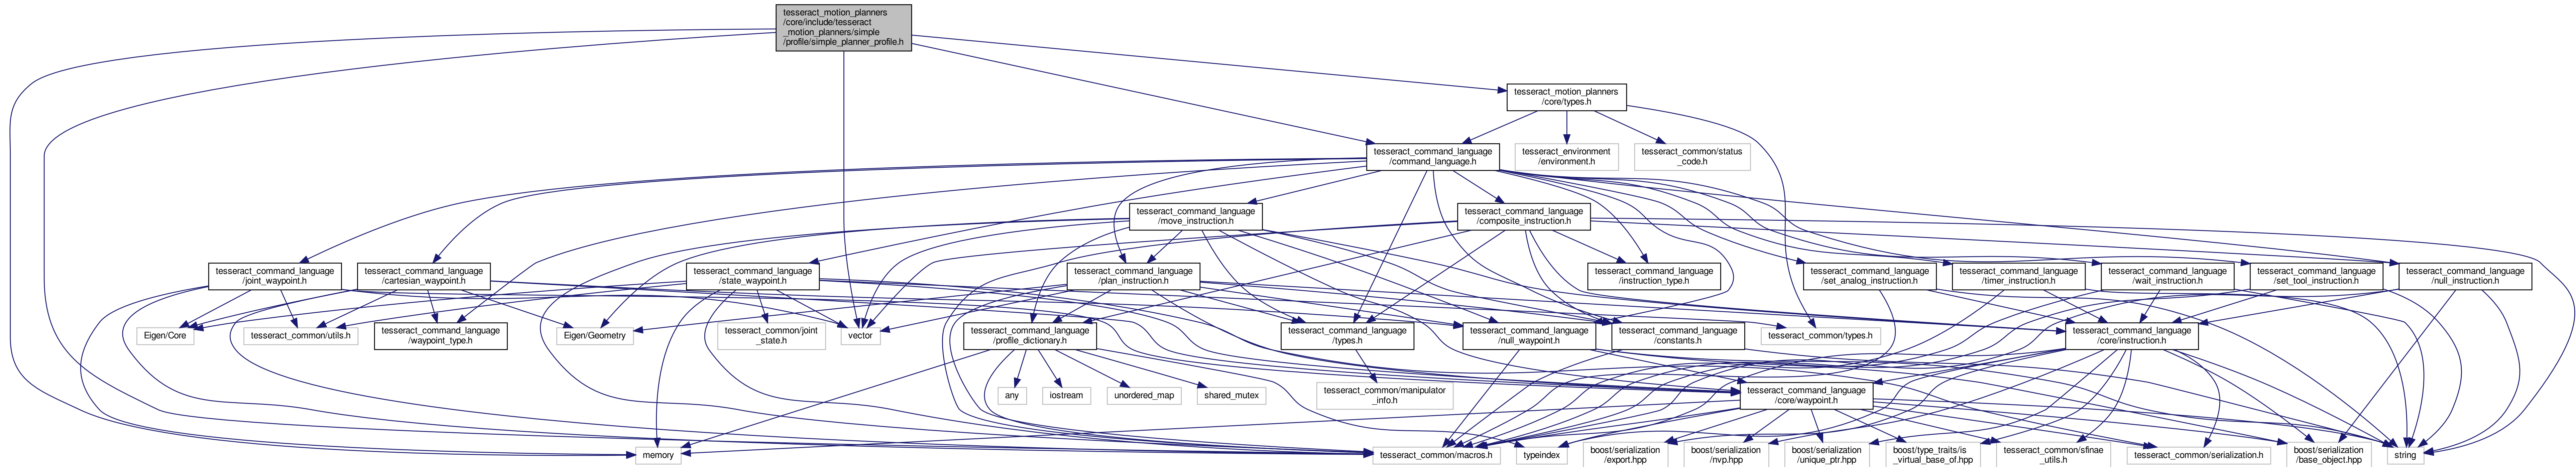 tesseract_motion_planners
/core/include/tesseract
_motion_planners/simple
/profile/simple_planner_profile.h
tesseract_motion_planners
/core/types.h
tesseract_command_language
/command_language.h
tesseract_environment
/environment.h
tesseract_common/status
_code.h
tesseract_command_language
/move_instruction.h
tesseract_command_language
/composite_instruction.h
tesseract_command_language
/joint_waypoint.h
tesseract_command_language
/cartesian_waypoint.h
tesseract_command_language
/state_waypoint.h
tesseract_command_language
/plan_instruction.h
tesseract_command_language
/instruction_type.h
tesseract_command_language
/set_analog_instruction.h
tesseract_command_language
/timer_instruction.h
tesseract_command_language
/wait_instruction.h
tesseract_command_language
/set_tool_instruction.h
tesseract_command_language
/null_instruction.h
Eigen/Core
tesseract_common/utils.h
tesseract_command_language
/waypoint_type.h
Eigen/Geometry
tesseract_common/joint
_state.h
vector
tesseract_command_language
/profile_dictionary.h
tesseract_command_language
/types.h
tesseract_command_language
/null_waypoint.h
tesseract_command_language
/constants.h
tesseract_common/types.h
tesseract_command_language
/core/instruction.h
any
iostream
unordered_map
shared_mutex
tesseract_common/manipulator
_info.h
tesseract_command_language
/core/waypoint.h
memory
tesseract_common/macros.h
typeindex
boost/serialization
/export.hpp
boost/serialization
/nvp.hpp
boost/serialization
/unique_ptr.hpp
boost/type_traits/is
_virtual_base_of.hpp
tesseract_common/sfinae
_utils.h
tesseract_common/serialization.h
boost/serialization
/base_object.hpp
string